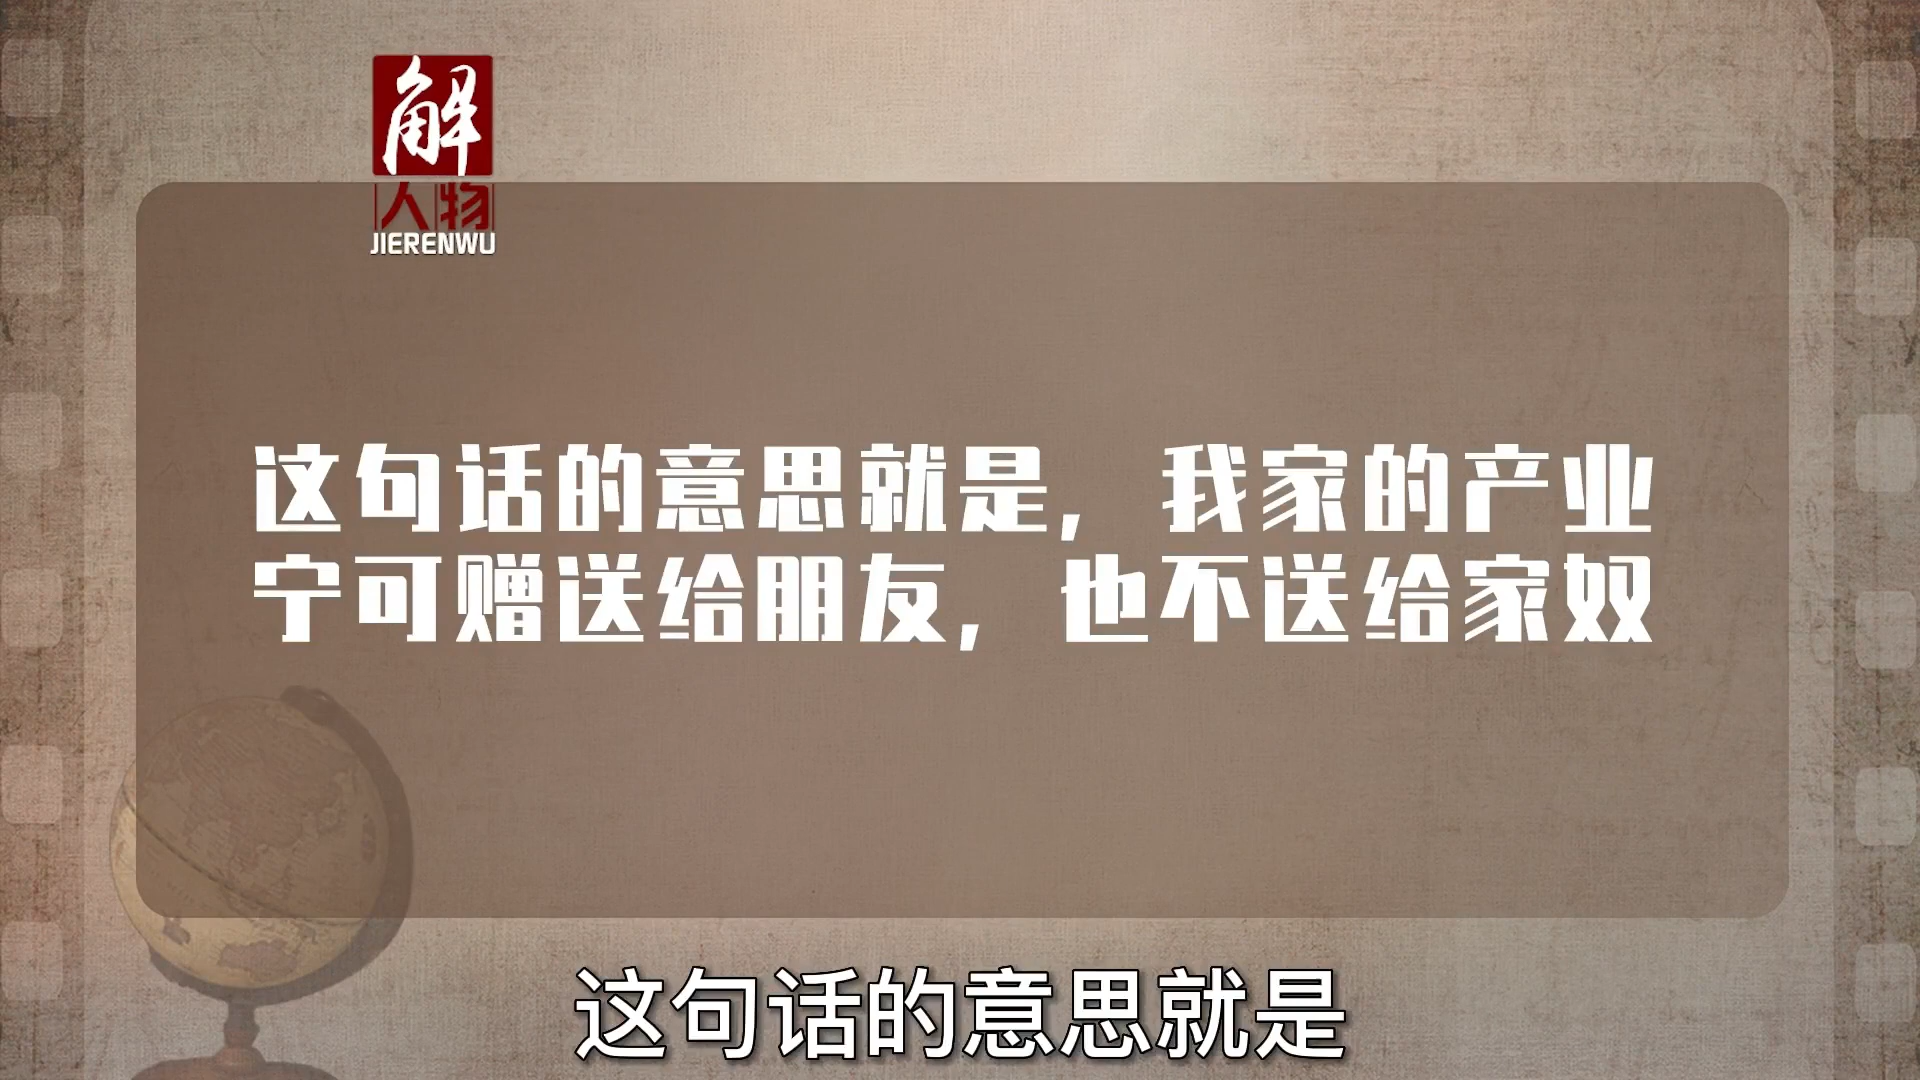 解
人物
JIERENWU
这句话的意思就是，我家的产业
宁可赠送给朋友，也不送给家奴
这句话的意思就是